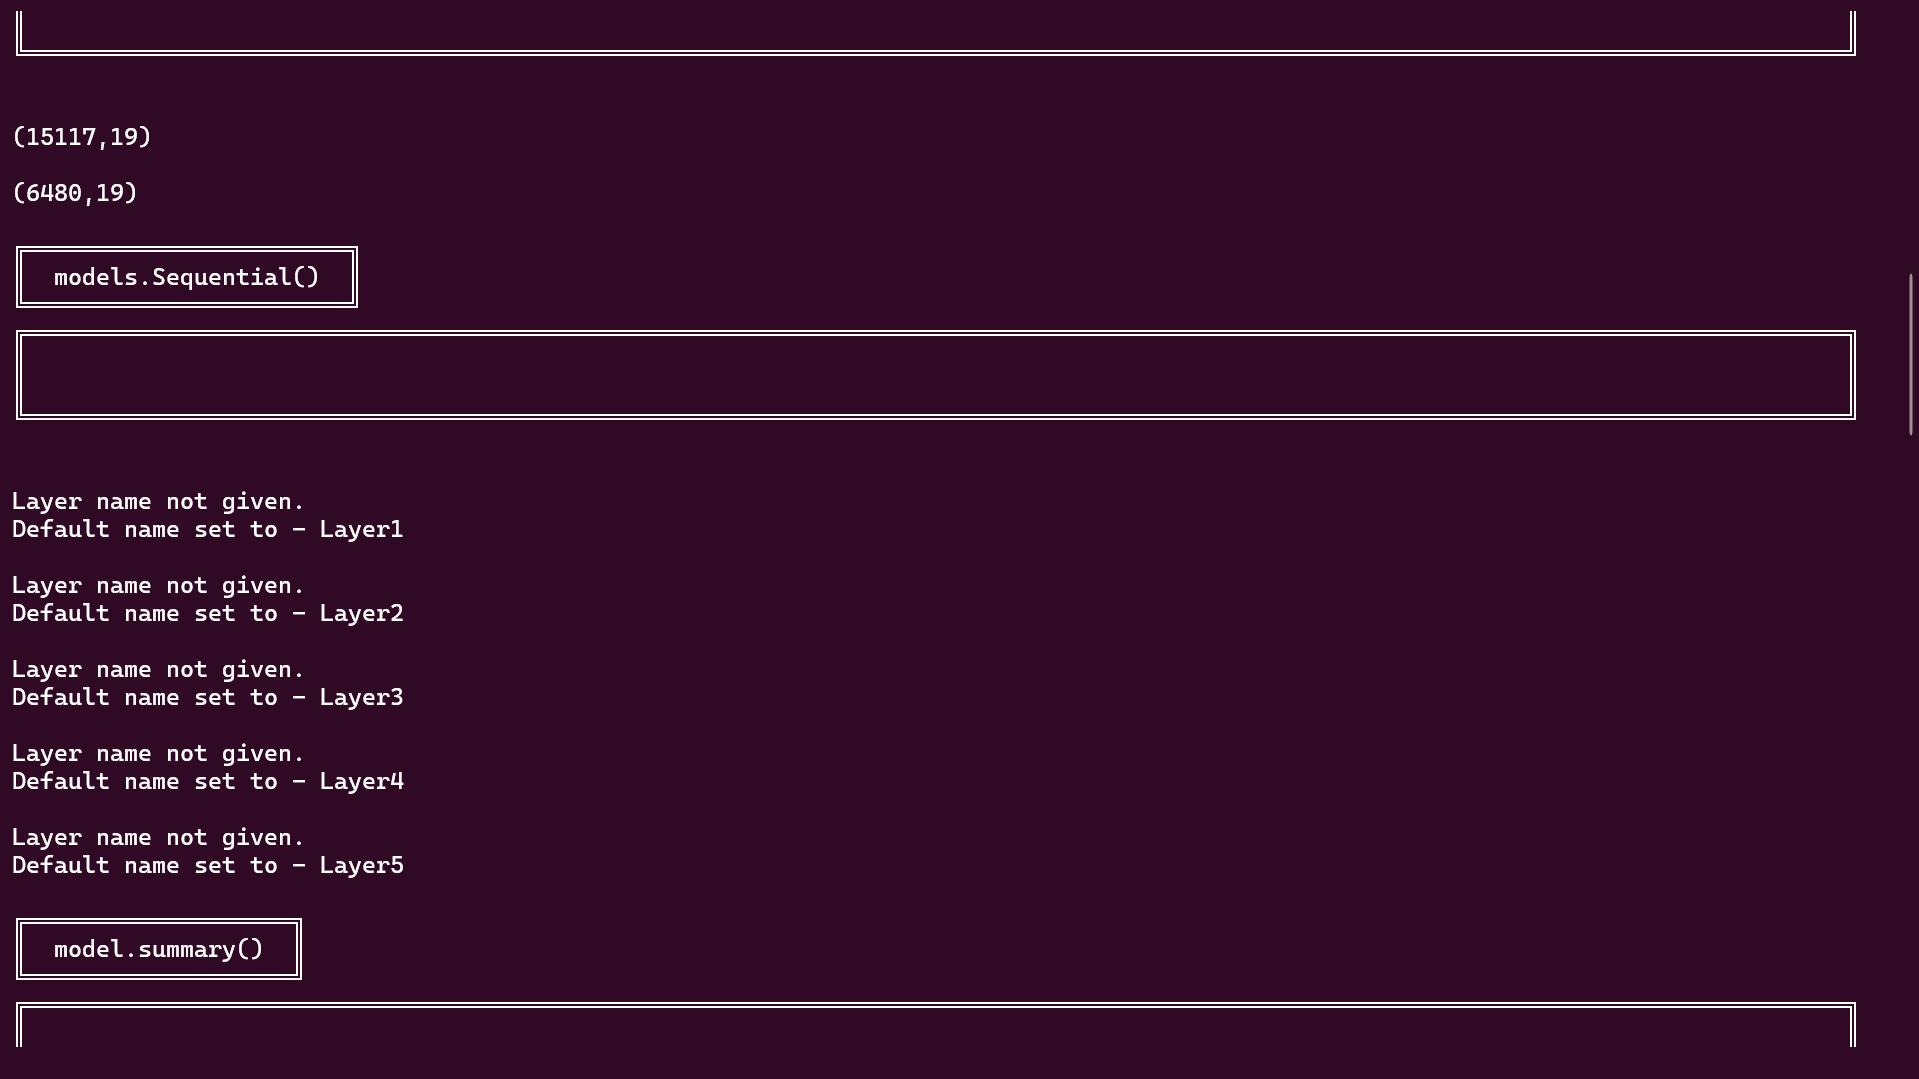 (15117,19)
(6480,19)
models.Sequential()
Layer name not given.
Default name set to - Layer1
Layer name not given.
Default name set to - Layer2
Layer name not given.
Default name set to - Layer3
Layer name not given.
Default name set to - Layer4
Layer name not given.
Default name set to - Layer5
model.summary()